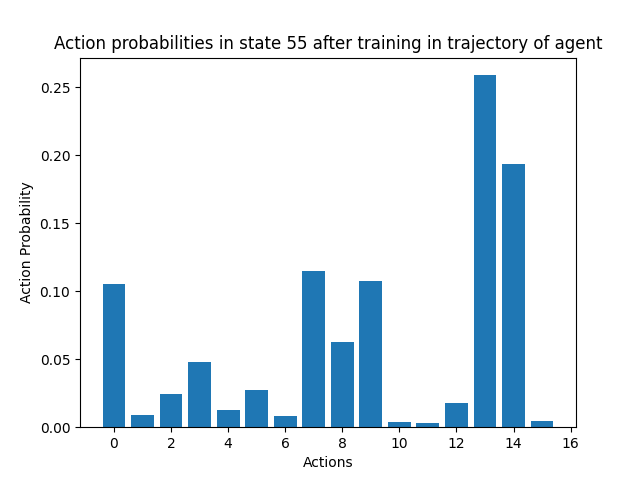 Action probabilities in state 55 after training in trajectory of agent
0.25
0.20
0.15
0.10
0.05
0.00
Action Probability
0 2 4 6 8 10 12 14 16
Actions